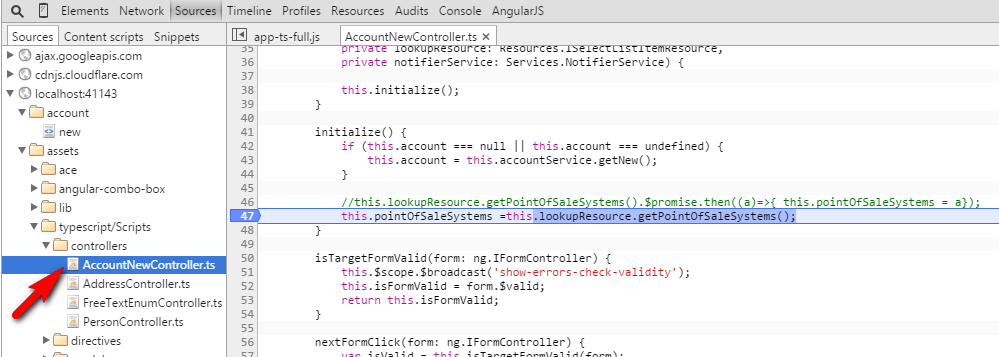 Elements Network Sources Timeline Profiles Resources Audits Console AngularJS
Sources Content scripts Snippets
ajax.googleapis.com
cdnjs.cloudflare.com
localhost:41143
account
new
assets
ace
angular-combo-box
lib
typescript/Scripts
controllers
AccountNewController.ts
AddressController.ts
FreeTextEnumController.ts
PersonController.ts
directives
app-ts-full.js AccountNewController.ts ×
35 private lookupResource: Resources.ISelectListItemResource,
36 private notifierService: Services.NotifierService) {
37
38 this.initialize();
39 }
40
41 initialize() {
42 if (this.account === null || this.account === undefined) {
43 this.account = this.accountService.getNew();
44 }
45
46 //this.lookupResource.getPointOfSaleSystems().$promise.then((a)=>{ this.pointOfSaleSystems = a});
47 this.pointOfSaleSystems =this.lookupResource.getPointOfSaleSystems();
48 }
49
50 isTargetFormValid(form: ng.IFormController) {
51 this.$scope.$broadcast('show-errors-check-validity');
52 this.isFormValid = form.$valid;
53 return this.isFormValid;
54 }
55
56 nextFormClick(form: ng.IFormController) {
57 var isValid = this.isTargetFormValid(form);